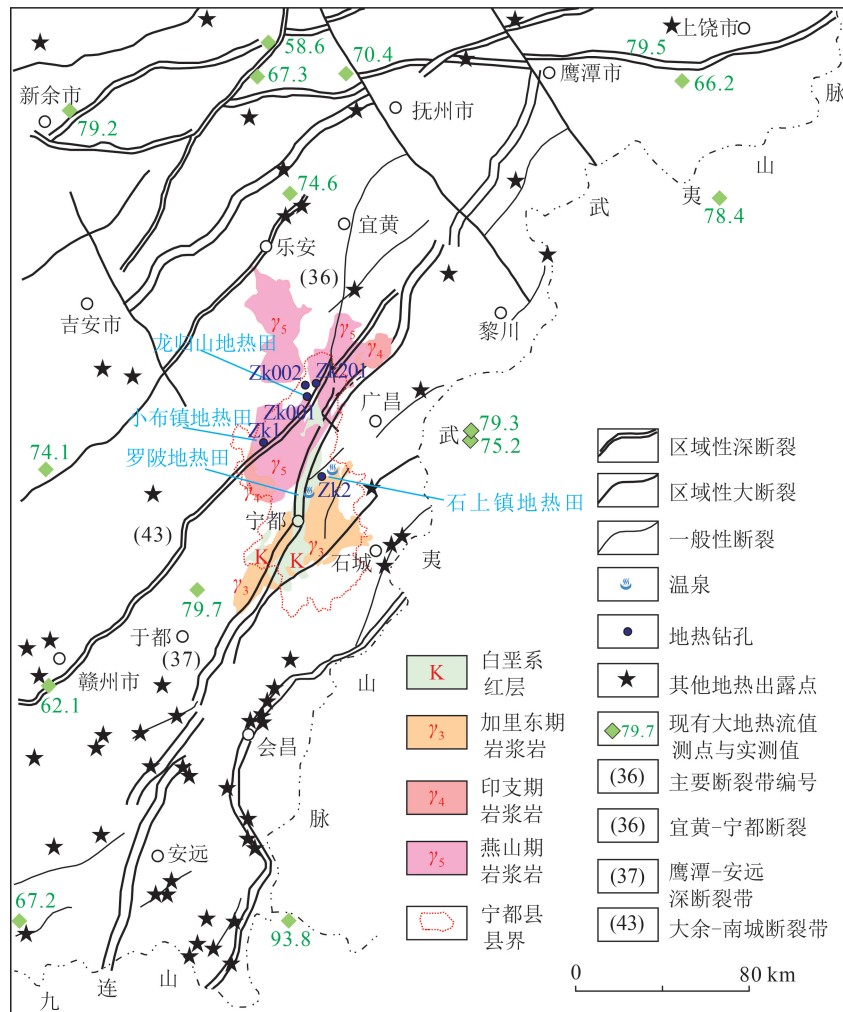 58.6
70.4
79.5
上饶市
67.3
鹰潭市
66.2
脉
新余市
79.2
抚州市
山
74.6
武
夷
78.4
宜黄
乐安
(36)
吉安市
γ5
黎川
龙归山地热田
γ5
γ4
Zk002
Zk201
小布镇地热田
Zk001
广昌
Zk1
79.3
武
75.2
罗陂地热田
74.1
γ5
γ4
Zk2
石上镇地热田
宁都
(43)
K
K
γ3
石城
夷
γ3
79.7
于都
(37)
赣州市
62.1
山
会昌
脉
安远
67.2
93.8
九
连
山
区域性深断裂
区域性大断裂
一般性断裂
温泉
地热钻孔
其他地热出露点
79.7
现有大地热流值
测点与实测值
(36)
主要断裂带编号
(36)
宜黄-宁都断裂
(37)
鹰潭-安远
深断裂带
(43)
大余-南城断裂带
K
白垩系
红层
γ3
加里东期
岩浆岩
γ4
印支期
岩浆岩
γ5
燕山期
岩浆岩
宁都县
县界
0
80 km